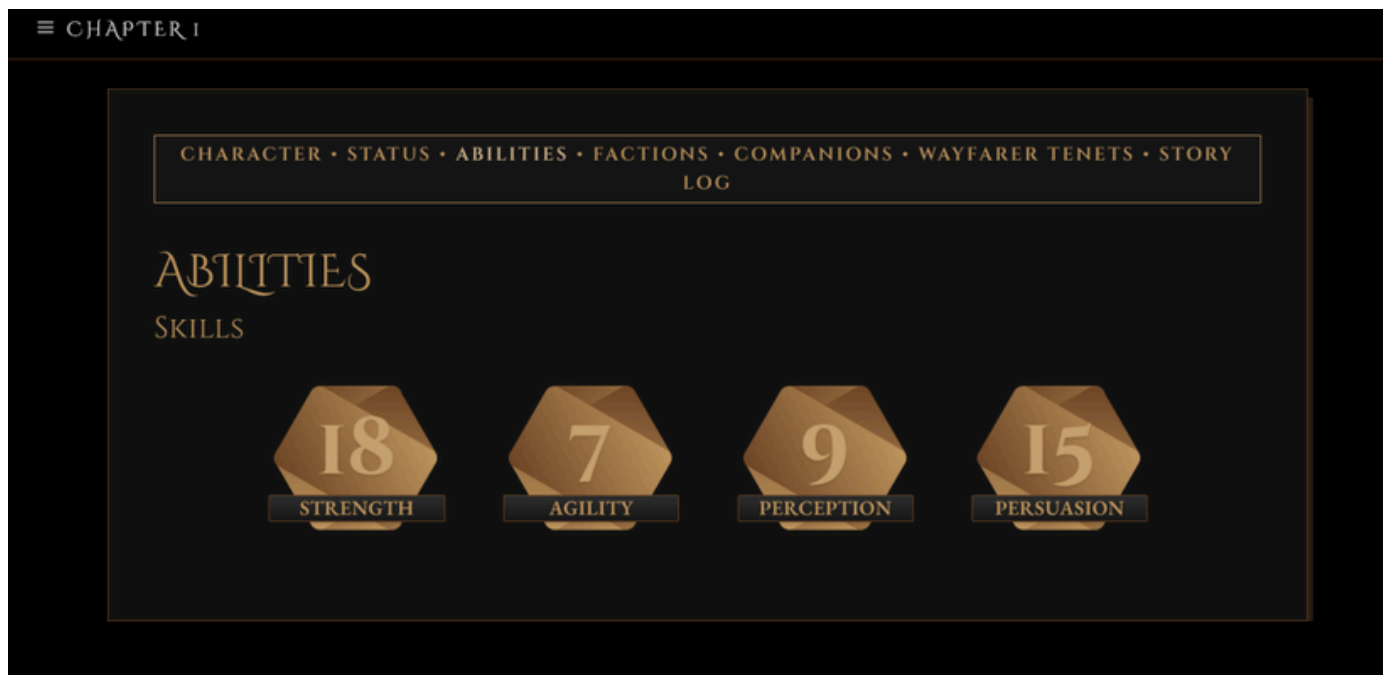 CHAPTER I
CHARACTER • STATUS • ABILITIES • FACTIONS • COMPANIONS • WAYFARER TENETS • STORY
LOG
ABILITIES
SKILLS
18 7 9 15
STRENGTH AGILITY PERCEPTION PERSUASION